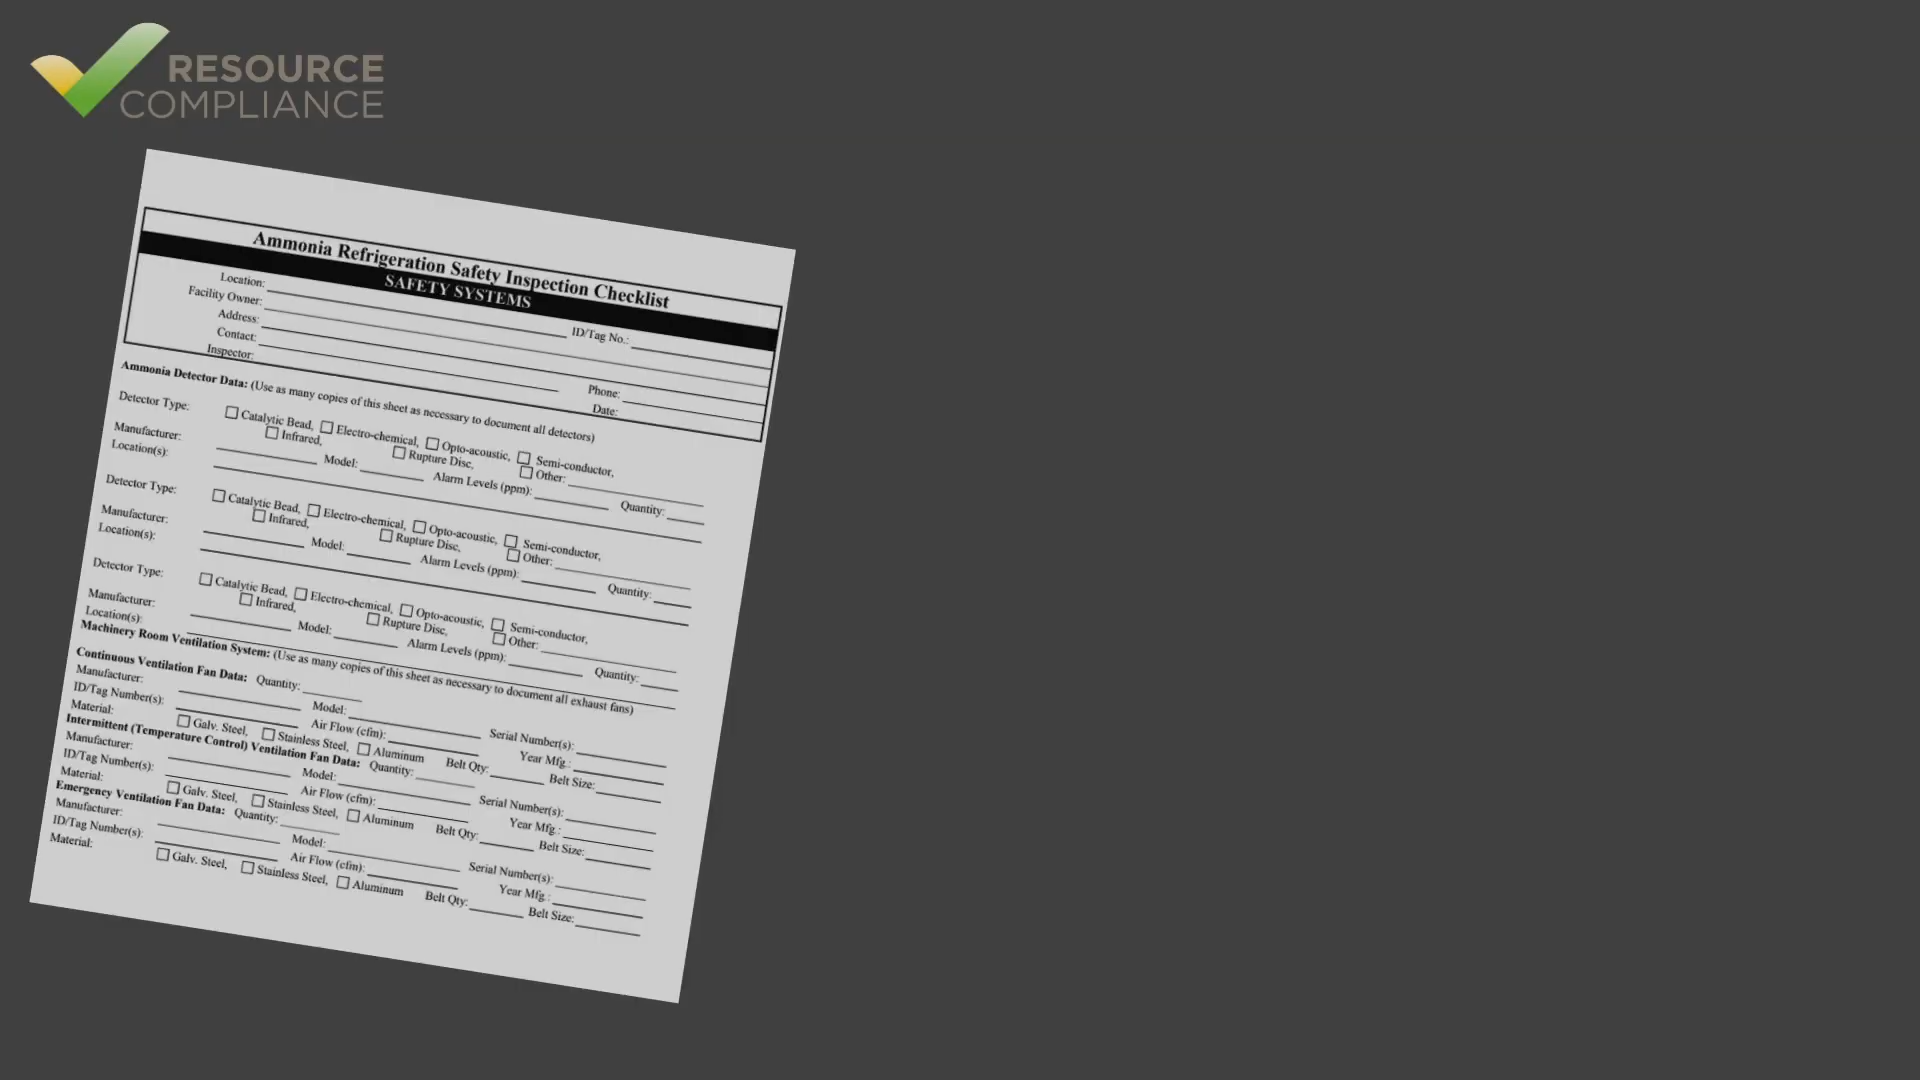 RESOURCE
COMPLIANCE
Ammonia Refrigeration Safety Inspection Checklist
SAFETY SYSTEMS
Location: ID/Tag No.:
Facility Owner:
Address:
Contact: Phone:
Inspector: Date:
Ammonia Detector Data: (Use as many copies of this sheet as necessary to document all detectors)
Detector Type: Catalytic Bead, Electro-chemical, Opto-acoustic, Semi-conductor,
Infrared, Rupture Disc, Other:
Manufacturer: Model: Alarm Levels (ppm): Quantity:
Location(s):
Detector Type: Catalytic Bead, Electro-chemical, Opto-acoustic, Semi-conductor,
Infrared, Rupture Disc, Other:
Manufacturer: Model: Alarm Levels (ppm): Quantity:
Location(s):
Detector Type: Catalytic Bead, Electro-chemical, Opto-acoustic, Semi-conductor,
Infrared, Rupture Disc, Other:
Manufacturer: Model: Alarm Levels (ppm): Quantity:
Location(s):
Machinery Room Ventilation System: (Use as many copies of this sheet as necessary to document all exhaust fans)
Continuous Ventilation Fan Data: Quantity:
Manufacturer: Model: Serial Number(s):
ID/Tag Number(s): Air Flow (cfm): Year Mfg.:
Material: Galv. Steel, Stainless Steel, Aluminum Belt Qty: Belt Size:
Intermittent (Temperature Control) Ventilation Fan Data: Quantity:
Manufacturer: Model: Serial Number(s):
ID/Tag Number(s): Air Flow (cfm): Year Mfg.:
Material: Galv. Steel, Stainless Steel, Aluminum Belt Qty: Belt Size:
Emergency Ventilation Fan Data: Quantity:
Manufacturer: Model: Serial Number(s):
ID/Tag Number(s): Air Flow (cfm): Year Mfg.:
Material: Galv. Steel, Stainless Steel, Aluminum Belt Qty: Belt Size: